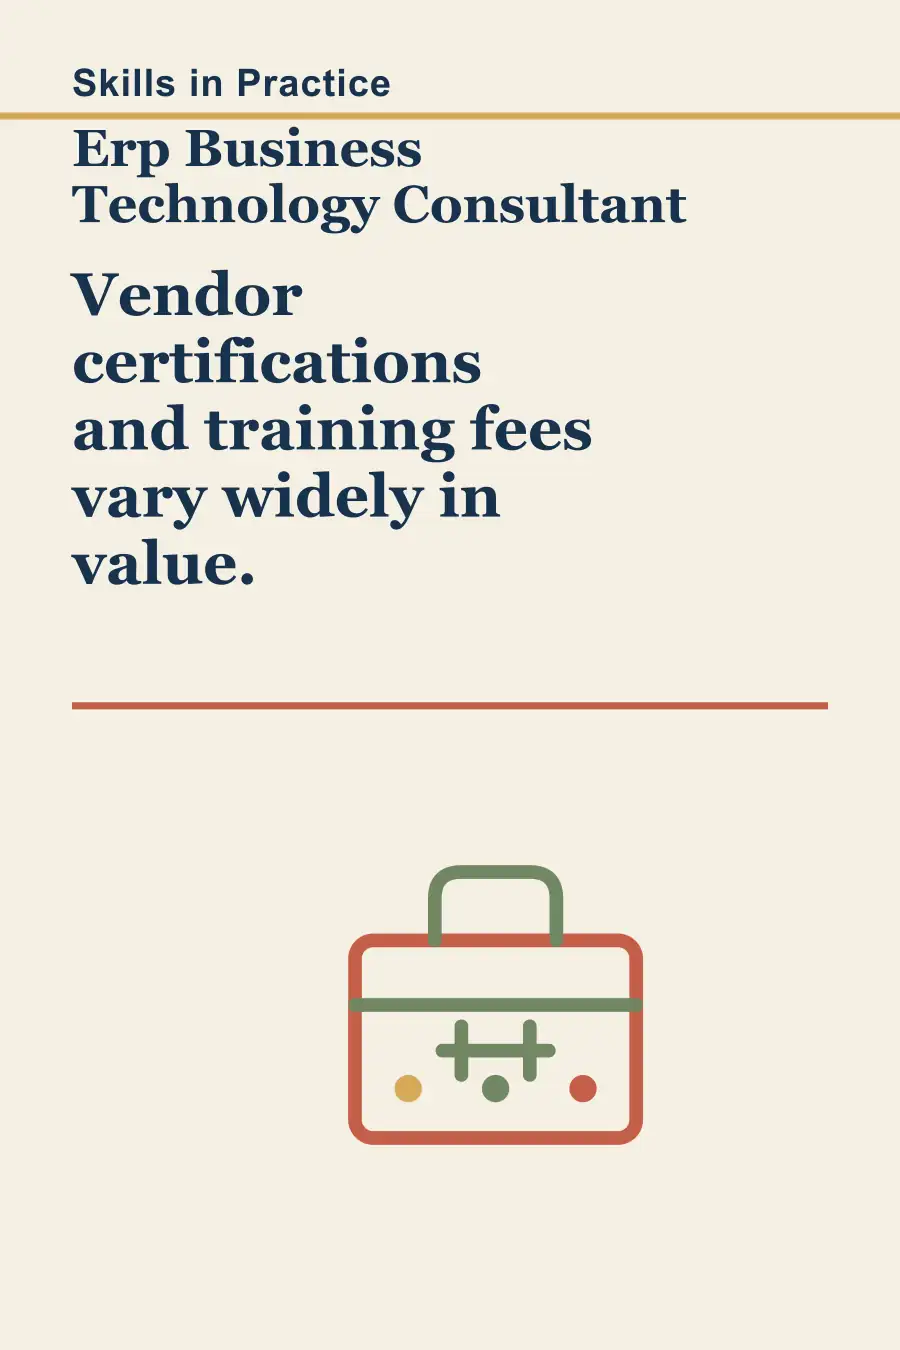 Skills in Practice
Erp Business
Technology Consultant
Vendor
certifications
and training fees
vary widely in
value.